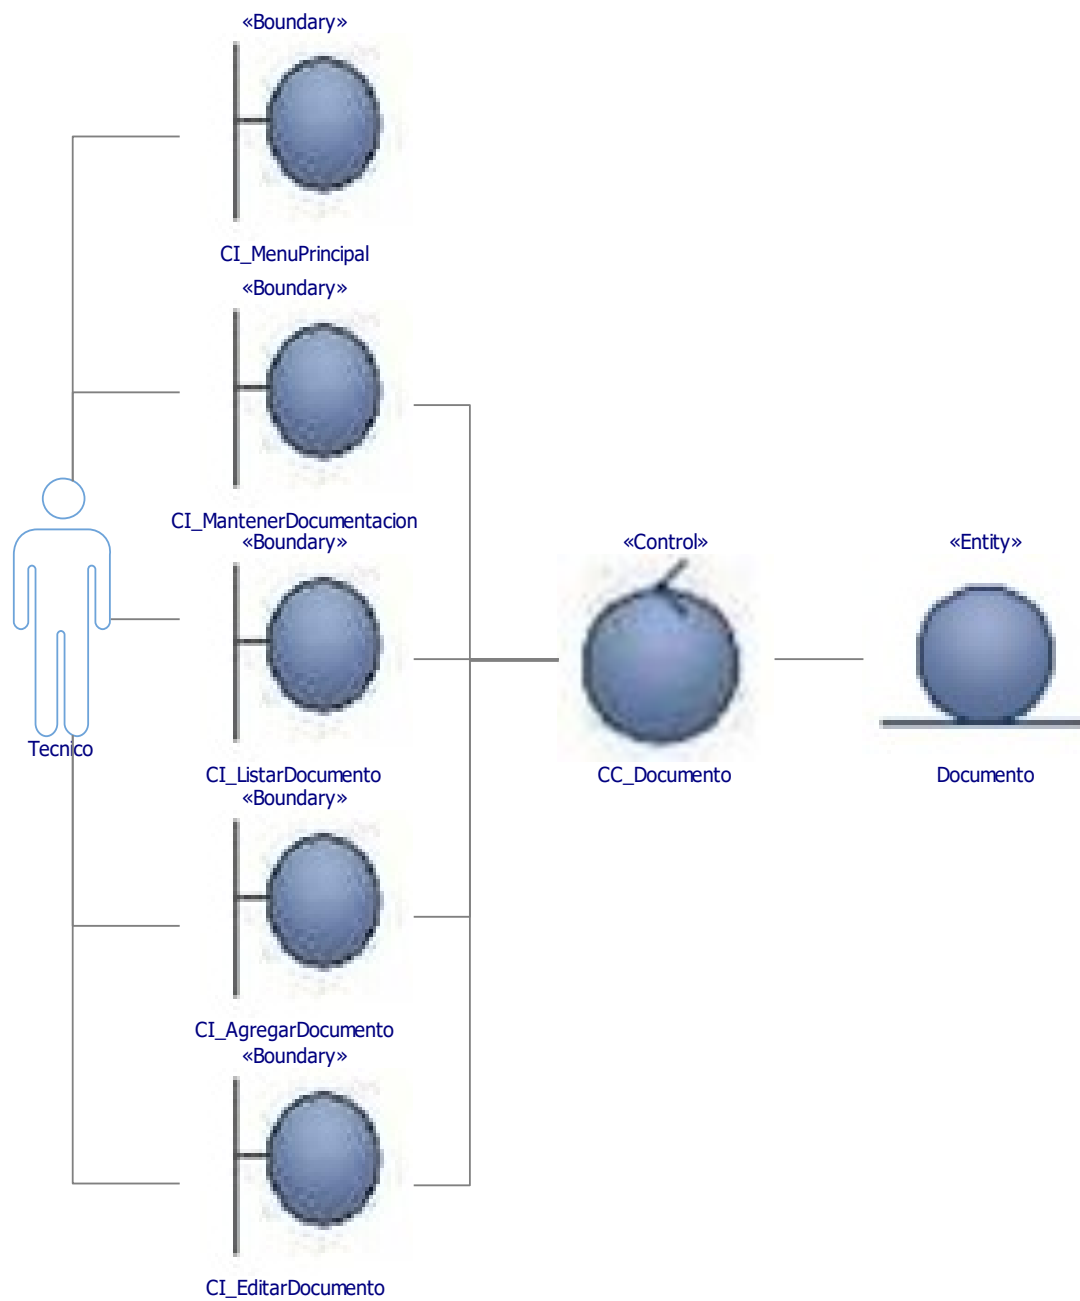 «Boundary»
CI_MenuPrincipal
«Boundary»
CI_MantenerDocumentacion
«Boundary»
CI_ListarDocumento
«Boundary»
CI_AgregarDocumento
«Boundary»
CI_EditarDocumento
Tecnico
«Control»
CC_Documento
«Entity»
Documento